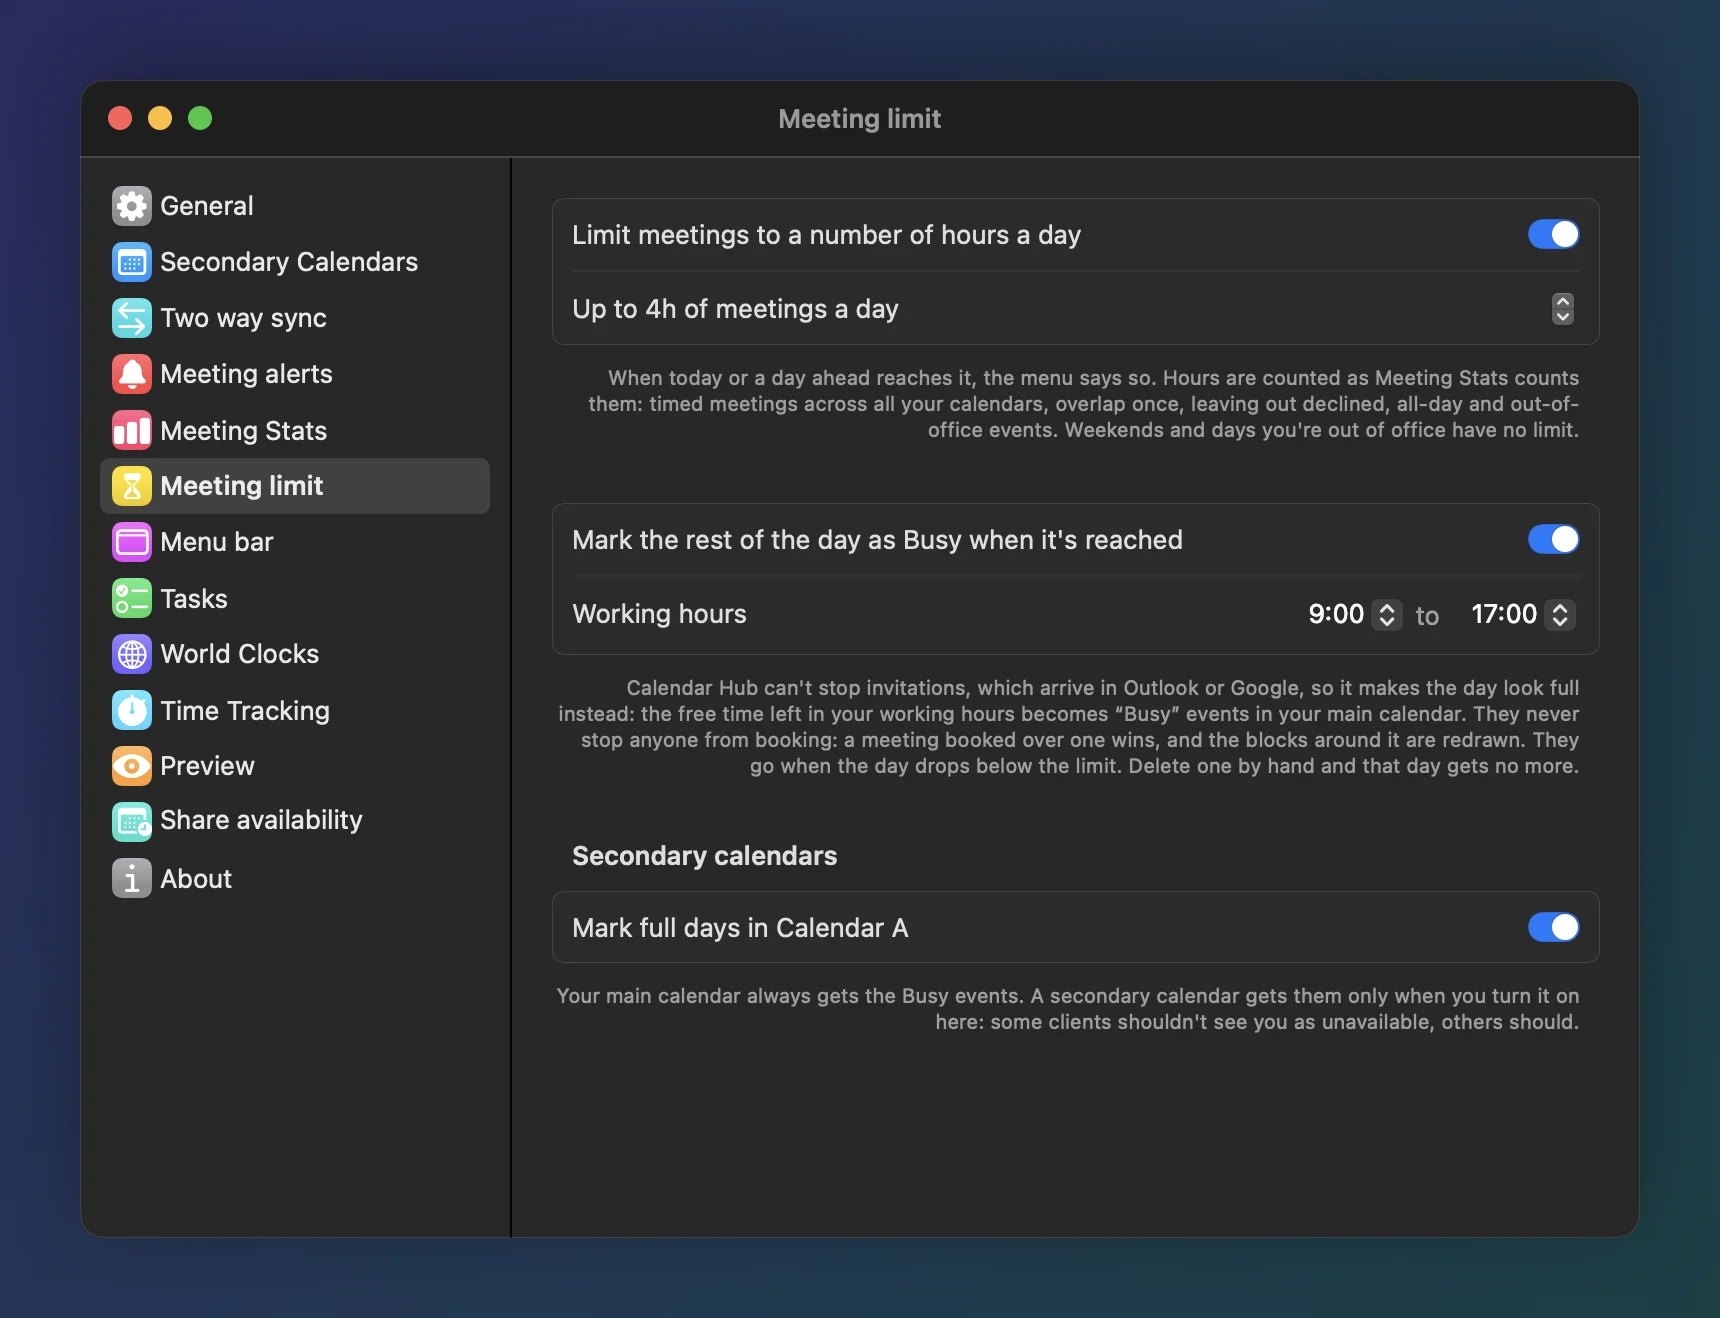 Meeting limit
General
Secondary Calendars
Two way sync
Meeting alerts
Meeting Stats
Meeting limit
Menu bar
Tasks
World Clocks
Time Tracking
Preview
Share availability
About
Limit meetings to a number of hours a day
Up to 4h of meetings a day
When today or a day ahead reaches it, the menu says so. Hours are counted as Meeting Stats counts
them: timed meetings across all your calendars, overlap once, leaving out declined, all-day and out-of-
office events. Weekends and days you're out of office have no limit.
Mark the rest of the day as Busy when it's reached
Working hours 9:00 to 17:00
Calendar Hub can't stop invitations, which arrive in Outlook or Google, so it makes the day look full
instead: the free time left in your working hours becomes “Busy” events in your main calendar. They never
stop anyone from booking: a meeting booked over one wins, and the blocks around it are redrawn. They
go when the day drops below the limit. Delete one by hand and that day gets no more.
Secondary calendars
Mark full days in Calendar A
Your main calendar always gets the Busy events. A secondary calendar gets them only when you turn it on
here: some clients shouldn't see you as unavailable, others should.